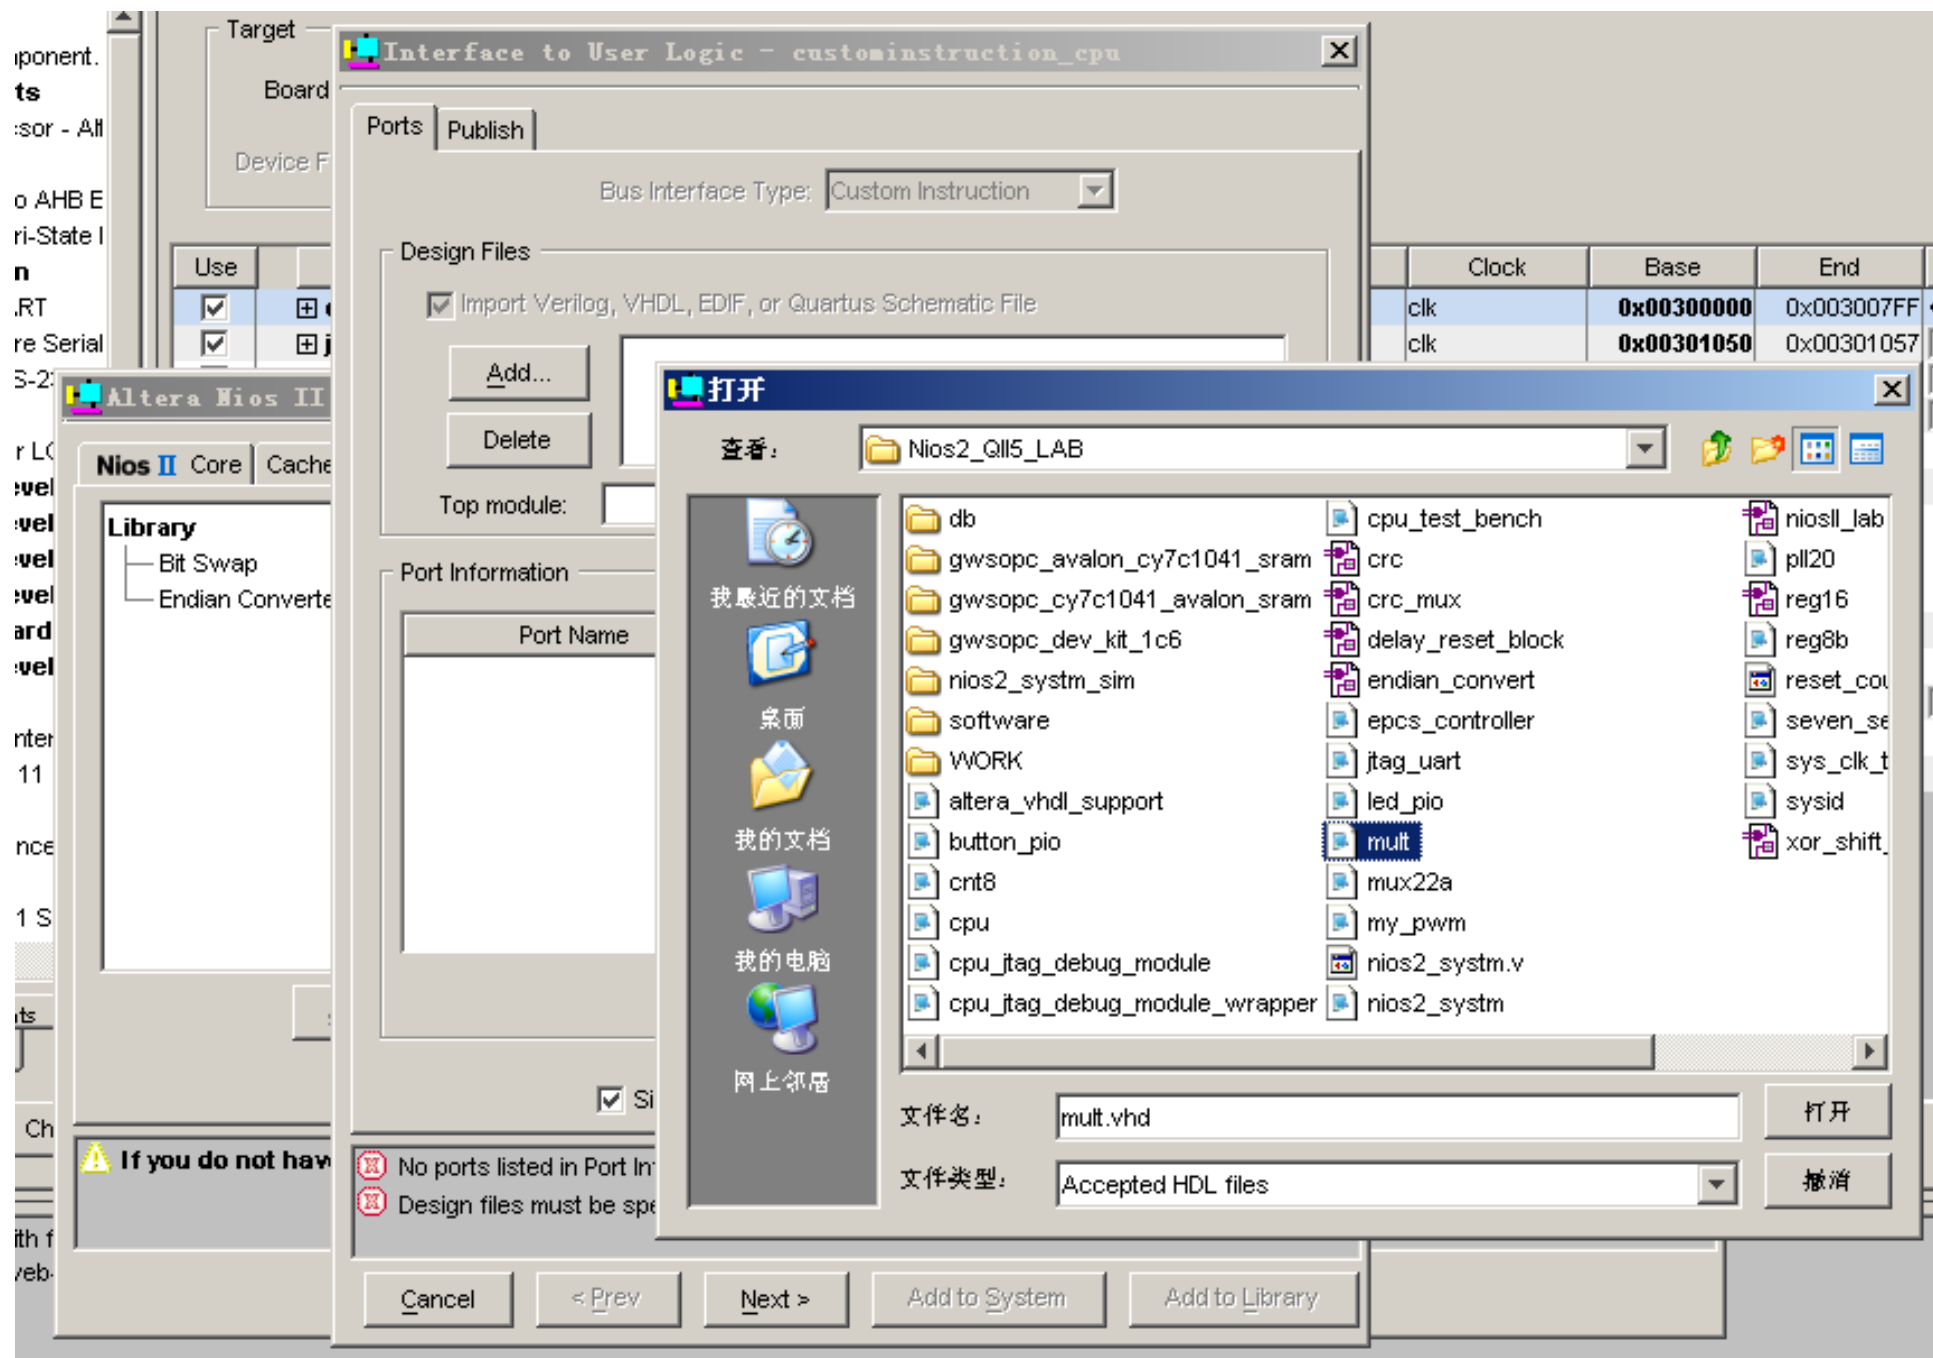 Target
Board
Interface to User Logic - custominstruction_cpu
ts
Ports
Publish
Bus Interface Type:
Custom Instruction
Design Files
Import Verilog, VHDL, EDIF, or Quartus Schematic File
Use
Clock
Base
End
clk
0x00300000
0x003007FF
clk
0x00301050
0x00301057
re Serial
Add...
Delete
Top module:
Altera Nios II
Nios II Core
Cache
Library
Bit Swap
Endian Converte
Port Information
Port Name
打开
查看：
Nios2_QII5_LAB
我最近的文档
桌面
我的文档
我的电脑
网上邻居
db
gwsopc_avalon_cy7c1041_sram
gwsopc_cy7c1041_avalon_sram
gwsopc_dev_kit_1c6
nios2_systm_sim
software
WORK
altera_vhdl_support
button_pio
cnt8
cpu
cpu_jtag_debug_module
cpu_jtag_debug_module_wrapper
cpu_test_bench
crc
crc_mux
delay_reset_block
endian_convert
epcs_controller
jtag_uart
led_pio
mult
mux22a
my_pwm
nios2_systm.v
nios2_systm
niosII_lab
pll20
reg16
reg8b
reset_cou
seven_se
sys_clk_t
sysid
xor_shift_
文件名：
mult.vhd
打开
文件类型：
Accepted HDL files
撤消
Si
If you do not hav
No ports listed in Port In
Design files must be spe
Cancel
< Prev
Next >
Add to System
Add to Library